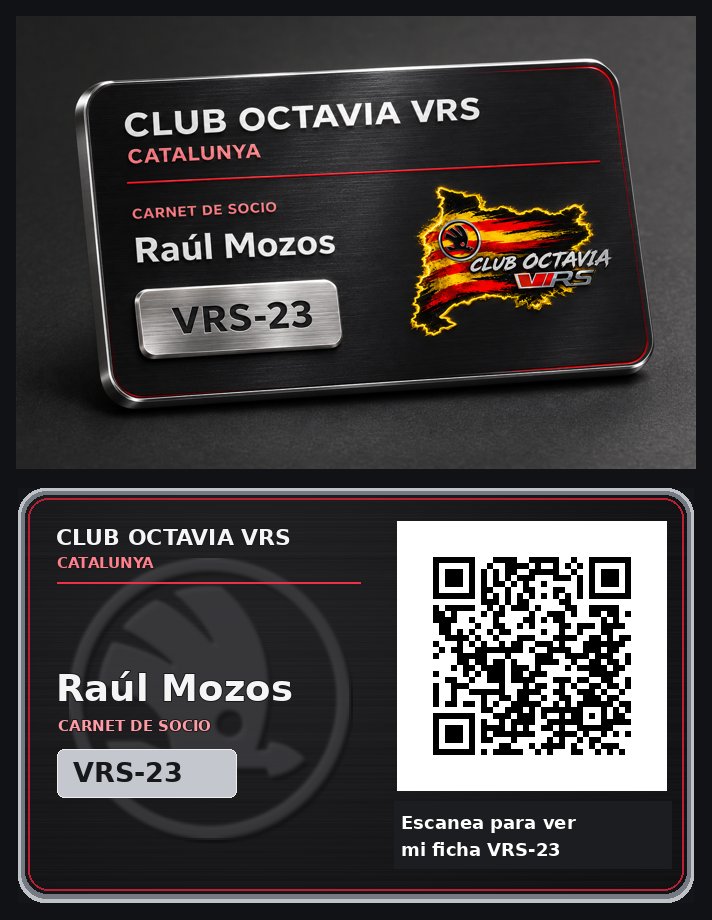 CLUB OCTAVIA VRS
CATALUNYA
CARNET DE SOCIO
Raúl Mozos
VRS-23
CLUB OCTAVIA
VRS
CLUB OCTAVIA VRS
CATALUNYA
Raúl Mozos
CARNET DE SOCIO
VRS-23
Escanea para ver
mi ficha VRS-23